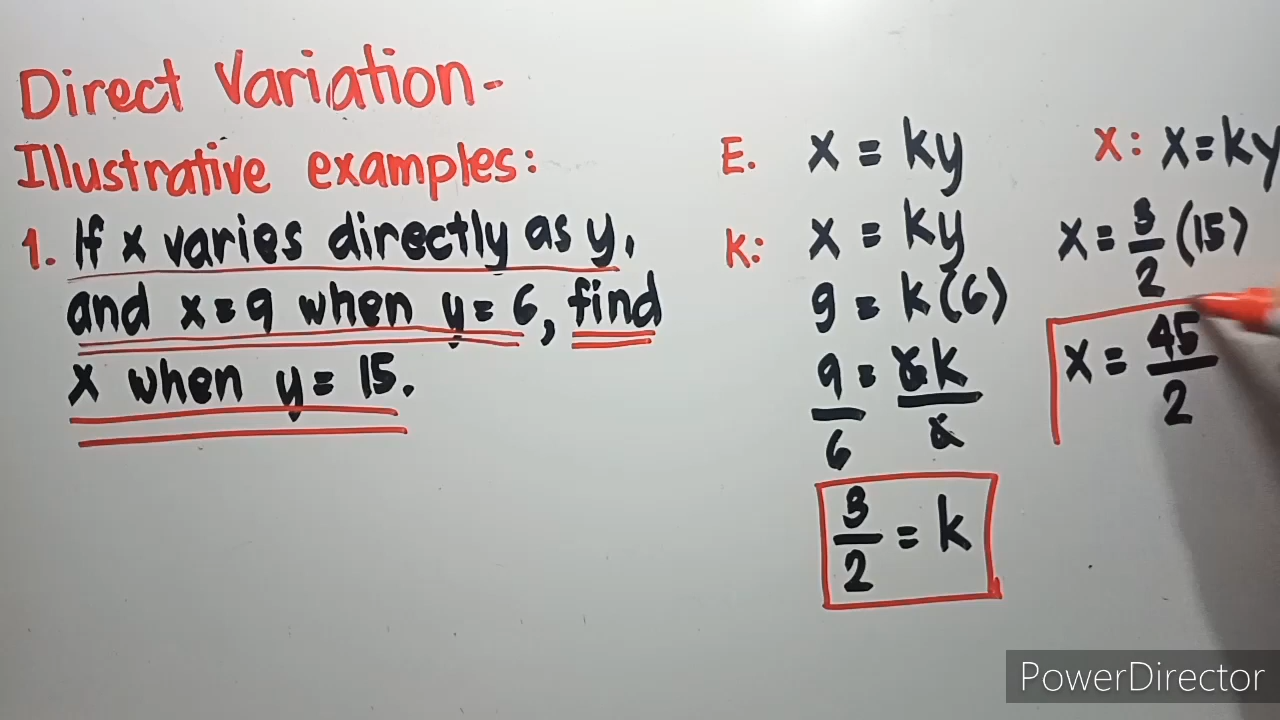 Direct Variation-
Illustrative examples:
1. If x varies directly as y,
and x = 9 when y = 6, find
x when y = 15.
E. x = ky
K: x = ky
9 = k(6)
9 = 6k
6 6
3 = k
2
x: x = ky
x = 3 (15)
2
x = 45
2
PowerDirector